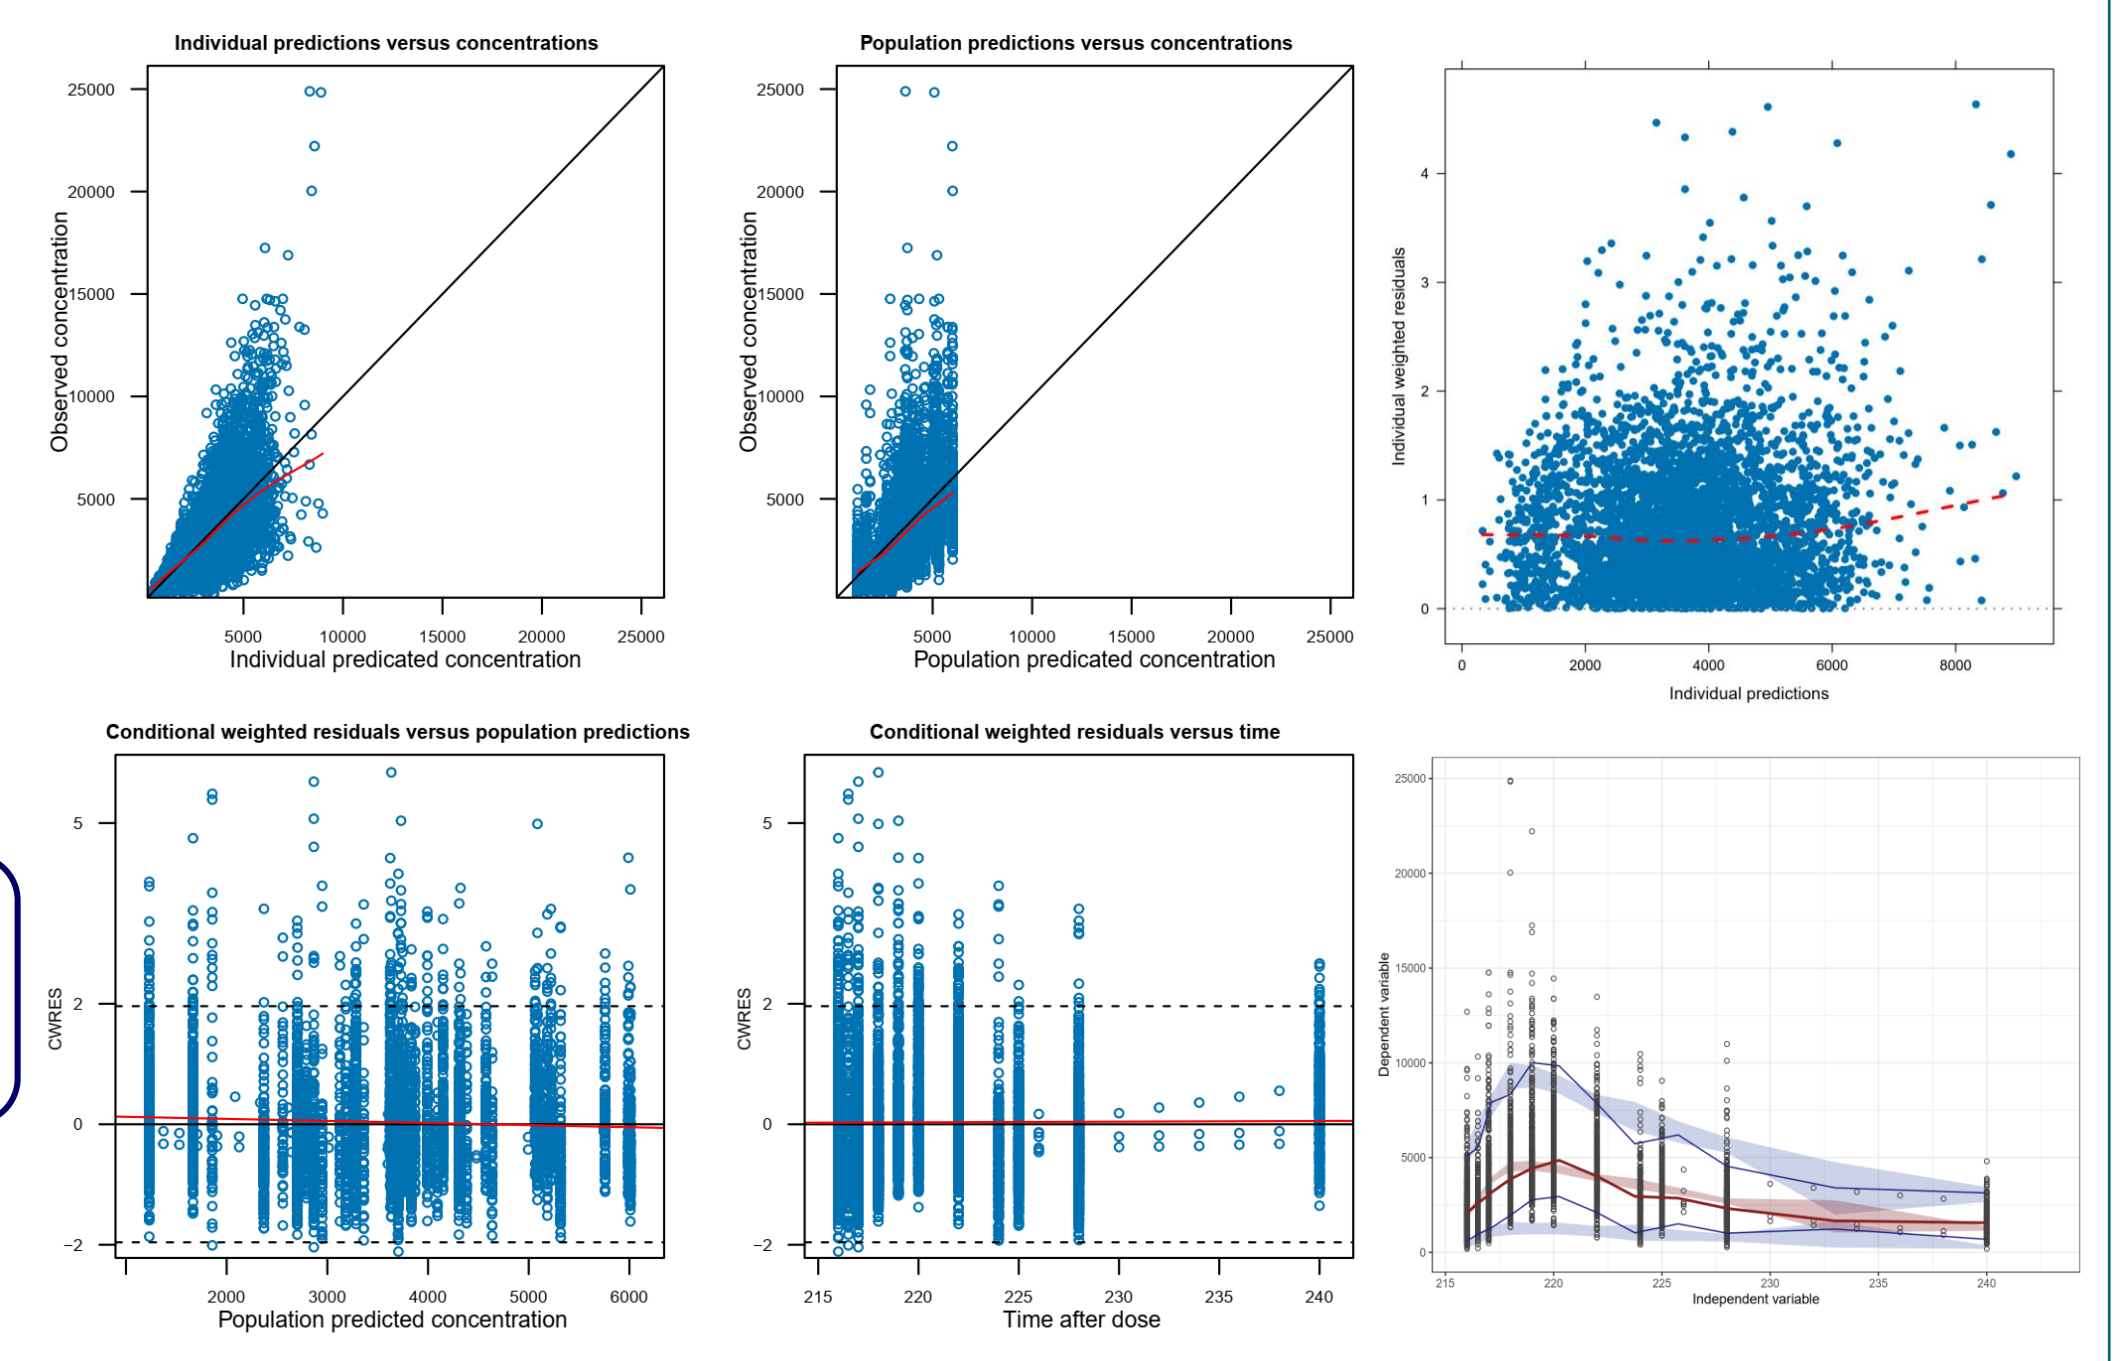 Individual predictions versus concentrations
25000
20000
15000
10000
5000
Observed concentration
5000 10000 15000 20000 25000
Individual predicated concentration
Population predictions versus concentrations
25000
20000
15000
10000
5000
Observed concentration
5000 10000 15000 20000 25000
Population predicated concentration
4
3
2
1
0
Individual weighted residuals
0 2000 4000 6000 8000
Individual predictions
Conditional weighted residuals versus population predictions
5
2
0
−2
CWRES
2000 3000 4000 5000 6000
Population predicted concentration
Conditional weighted residuals versus time
5
2
0
−2
CWRES
215 220 225 230 235 240
Time after dose
25000
20000
15000
10000
5000
0
Dependent variable
215 220 225 230 235 240
Independent variable